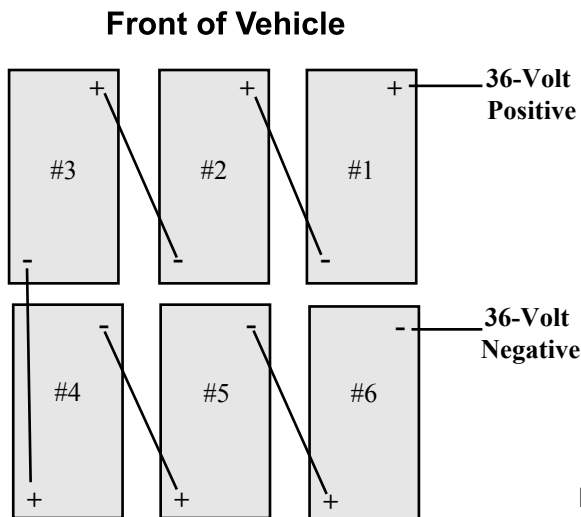 Front of Vehicle
+ + + 36-Volt
Positive
#3 #2 #1
- - -
- - - 36-Volt
Negative
#4 #5 #6
+ + +